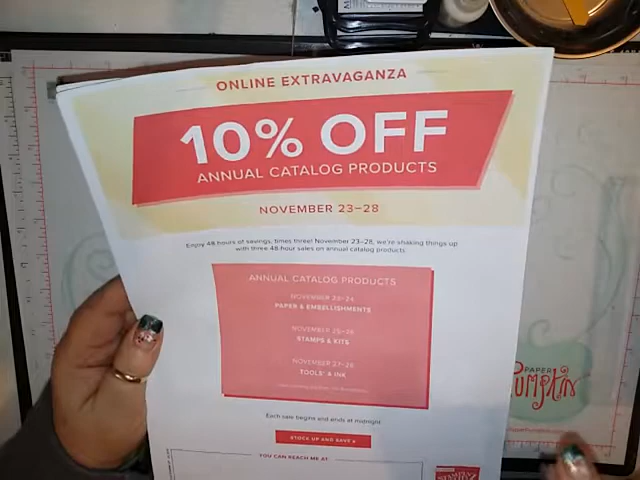 ONLINE EXTRAVAGANZA
10% OFF
ANNUAL CATALOG PRODUCTS
NOVEMBER 23–28
Enjoy 48 hours of savings, times three! November 23–28, we're shaking things up
with three 48-hour sales on annual catalog products.
ANNUAL CATALOG PRODUCTS
NOVEMBER 23–24
PAPER & EMBELLISHMENTS
NOVEMBER 25–26
STAMPS & KITS
NOVEMBER 27–28
TOOLS* & INK
Each sale begins and ends at midnight
STOCK UP AND SAVE
YOU CAN REACH ME AT:
PAPER
Pumpkin